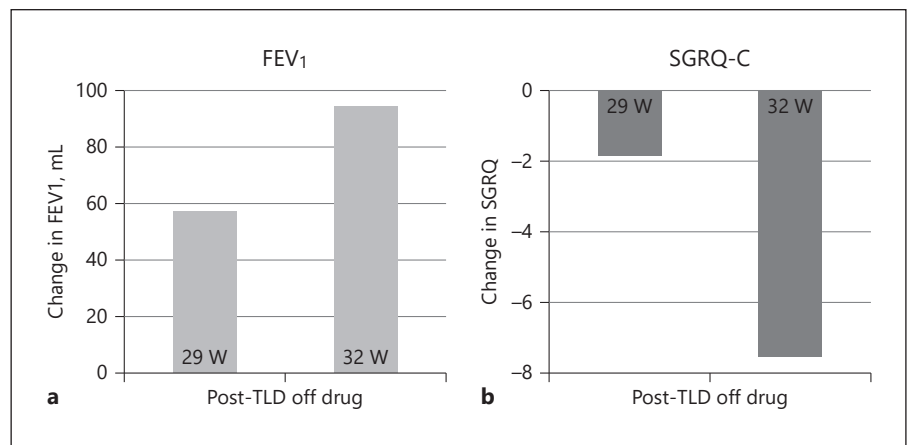 FEV1
Change in FEV1, mL
100
80
60
40
20
0
29 W
32 W
a
Post-TLD off drug
SGRQ-C
Change in SGRQ
0
–2
–4
–6
–8
29 W
32 W
b
Post-TLD off drug